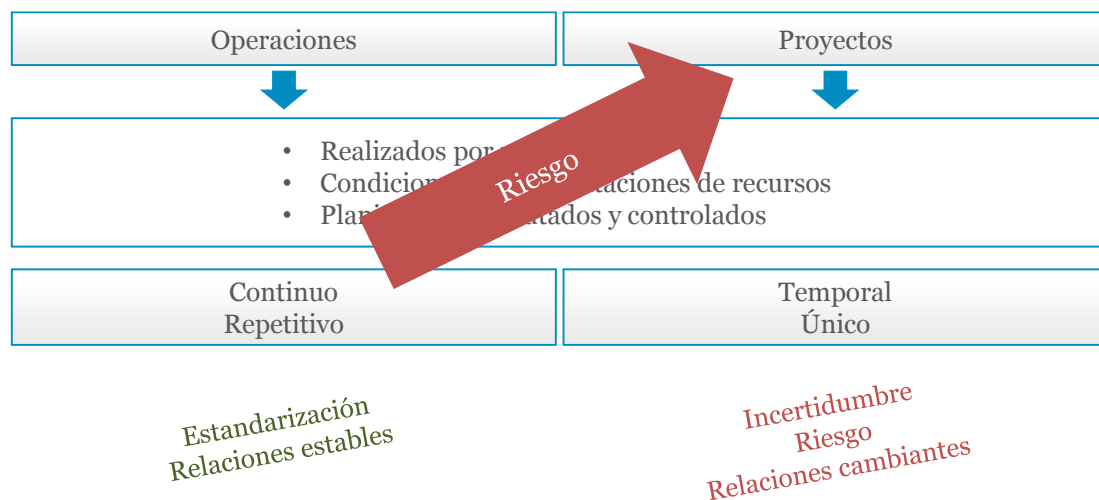 Operaciones
Proyectos
• Realizados por
• Condicion taciones de recursos
• Plani tados y controlados
Riesgo
Continuo
Repetitivo
Temporal
Único
Estandarización
Relaciones estables
Incertidumbre
Riesgo
Relaciones cambiantes